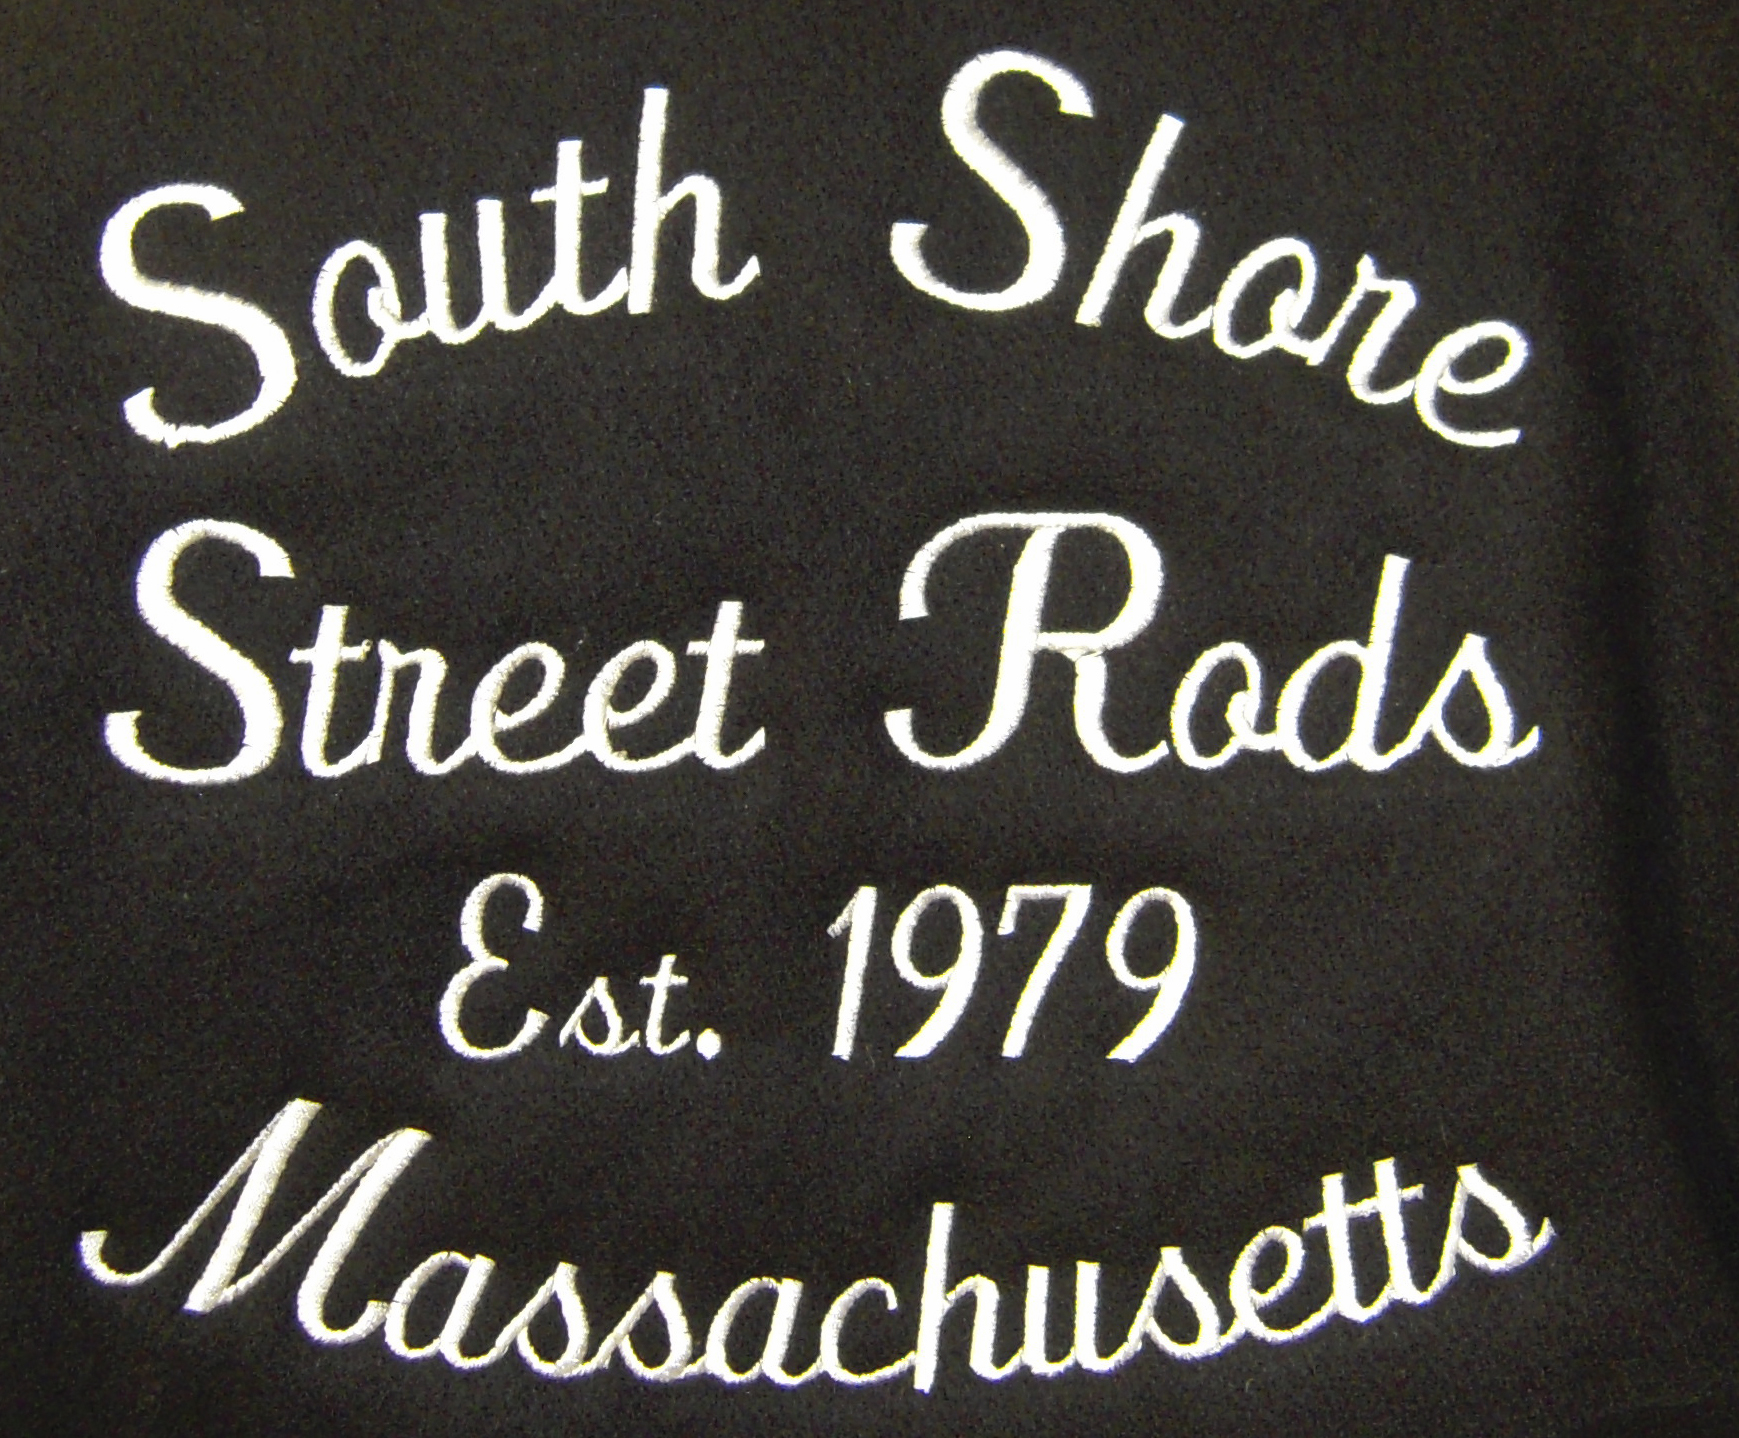 South Shore
Street Rods
Est. 1979
Massachusetts